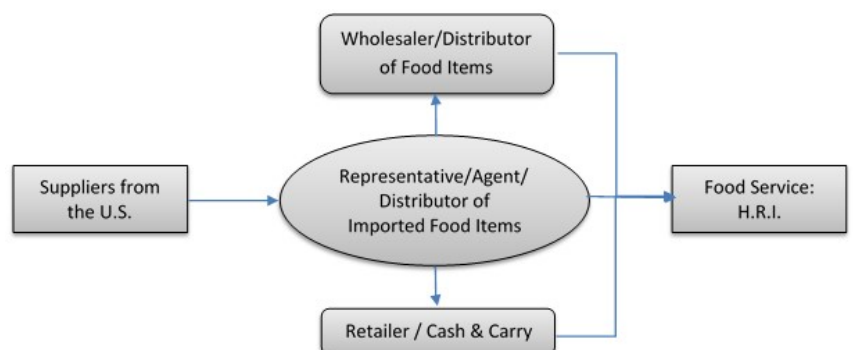 Wholesaler/Distributor
of Food Items
Suppliers from
the U.S.
Representative/Agent/
Distributor of
Imported Food Items
Food Service:
H.R.I.
Retailer / Cash & Carry